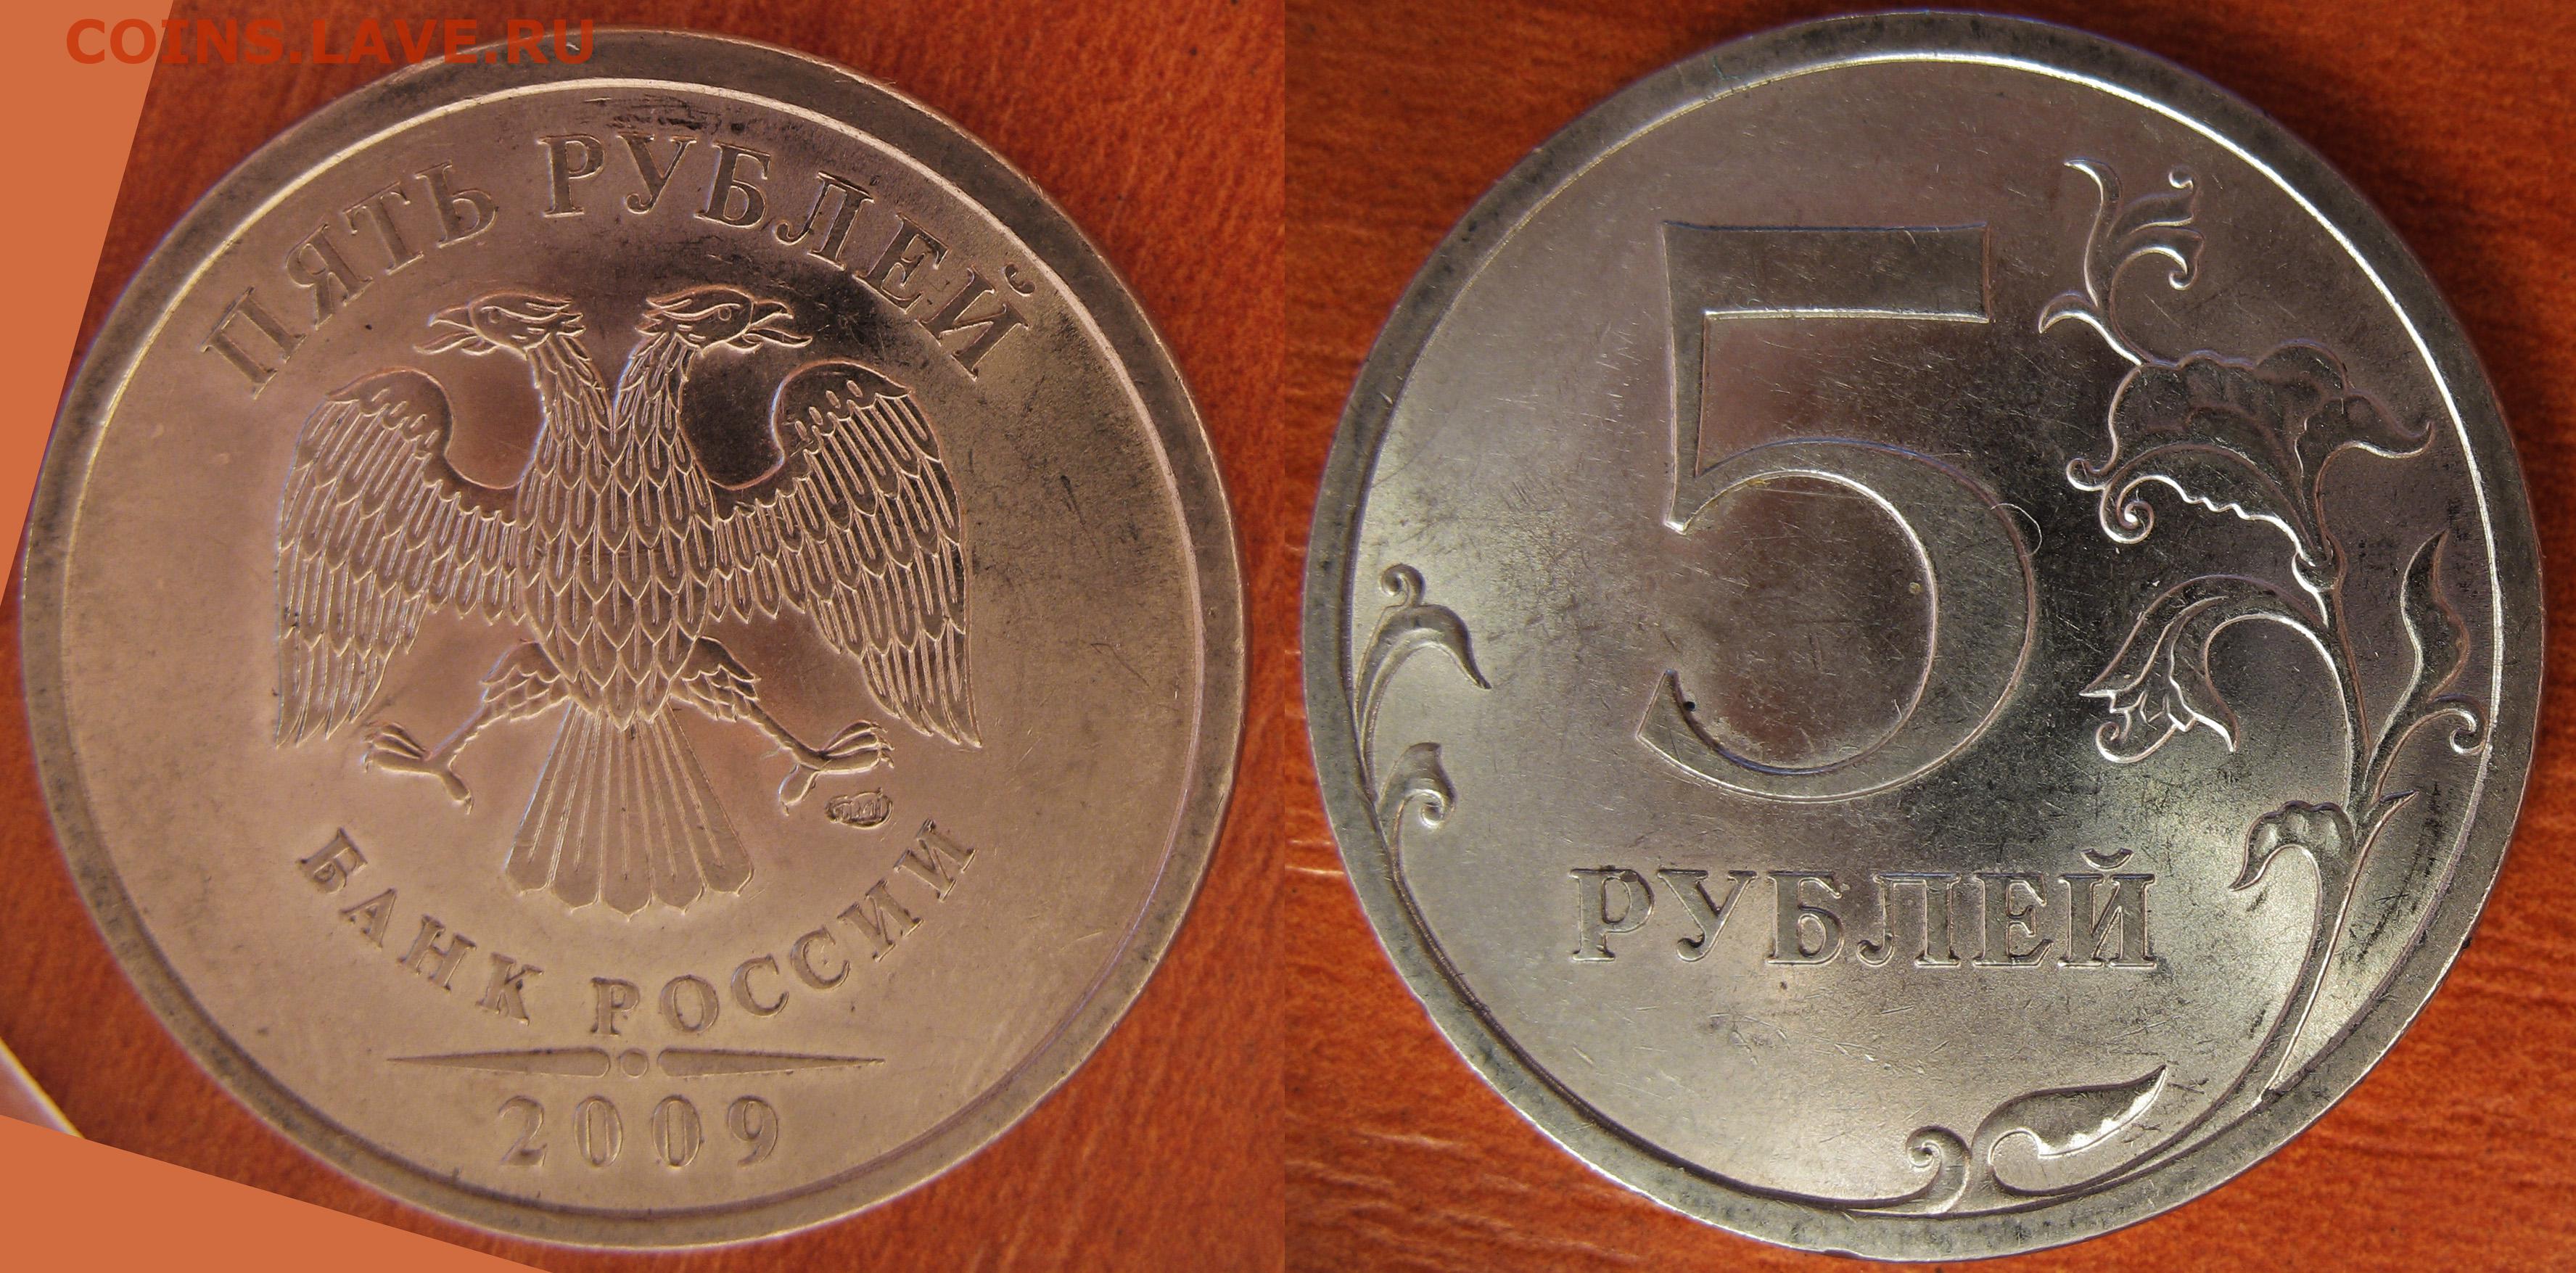 COINS.LAVE.RU
ПЯТЬ РУБЛЕЙ
БАНК РОССИИ
2009
5
РУБЛЕЙ